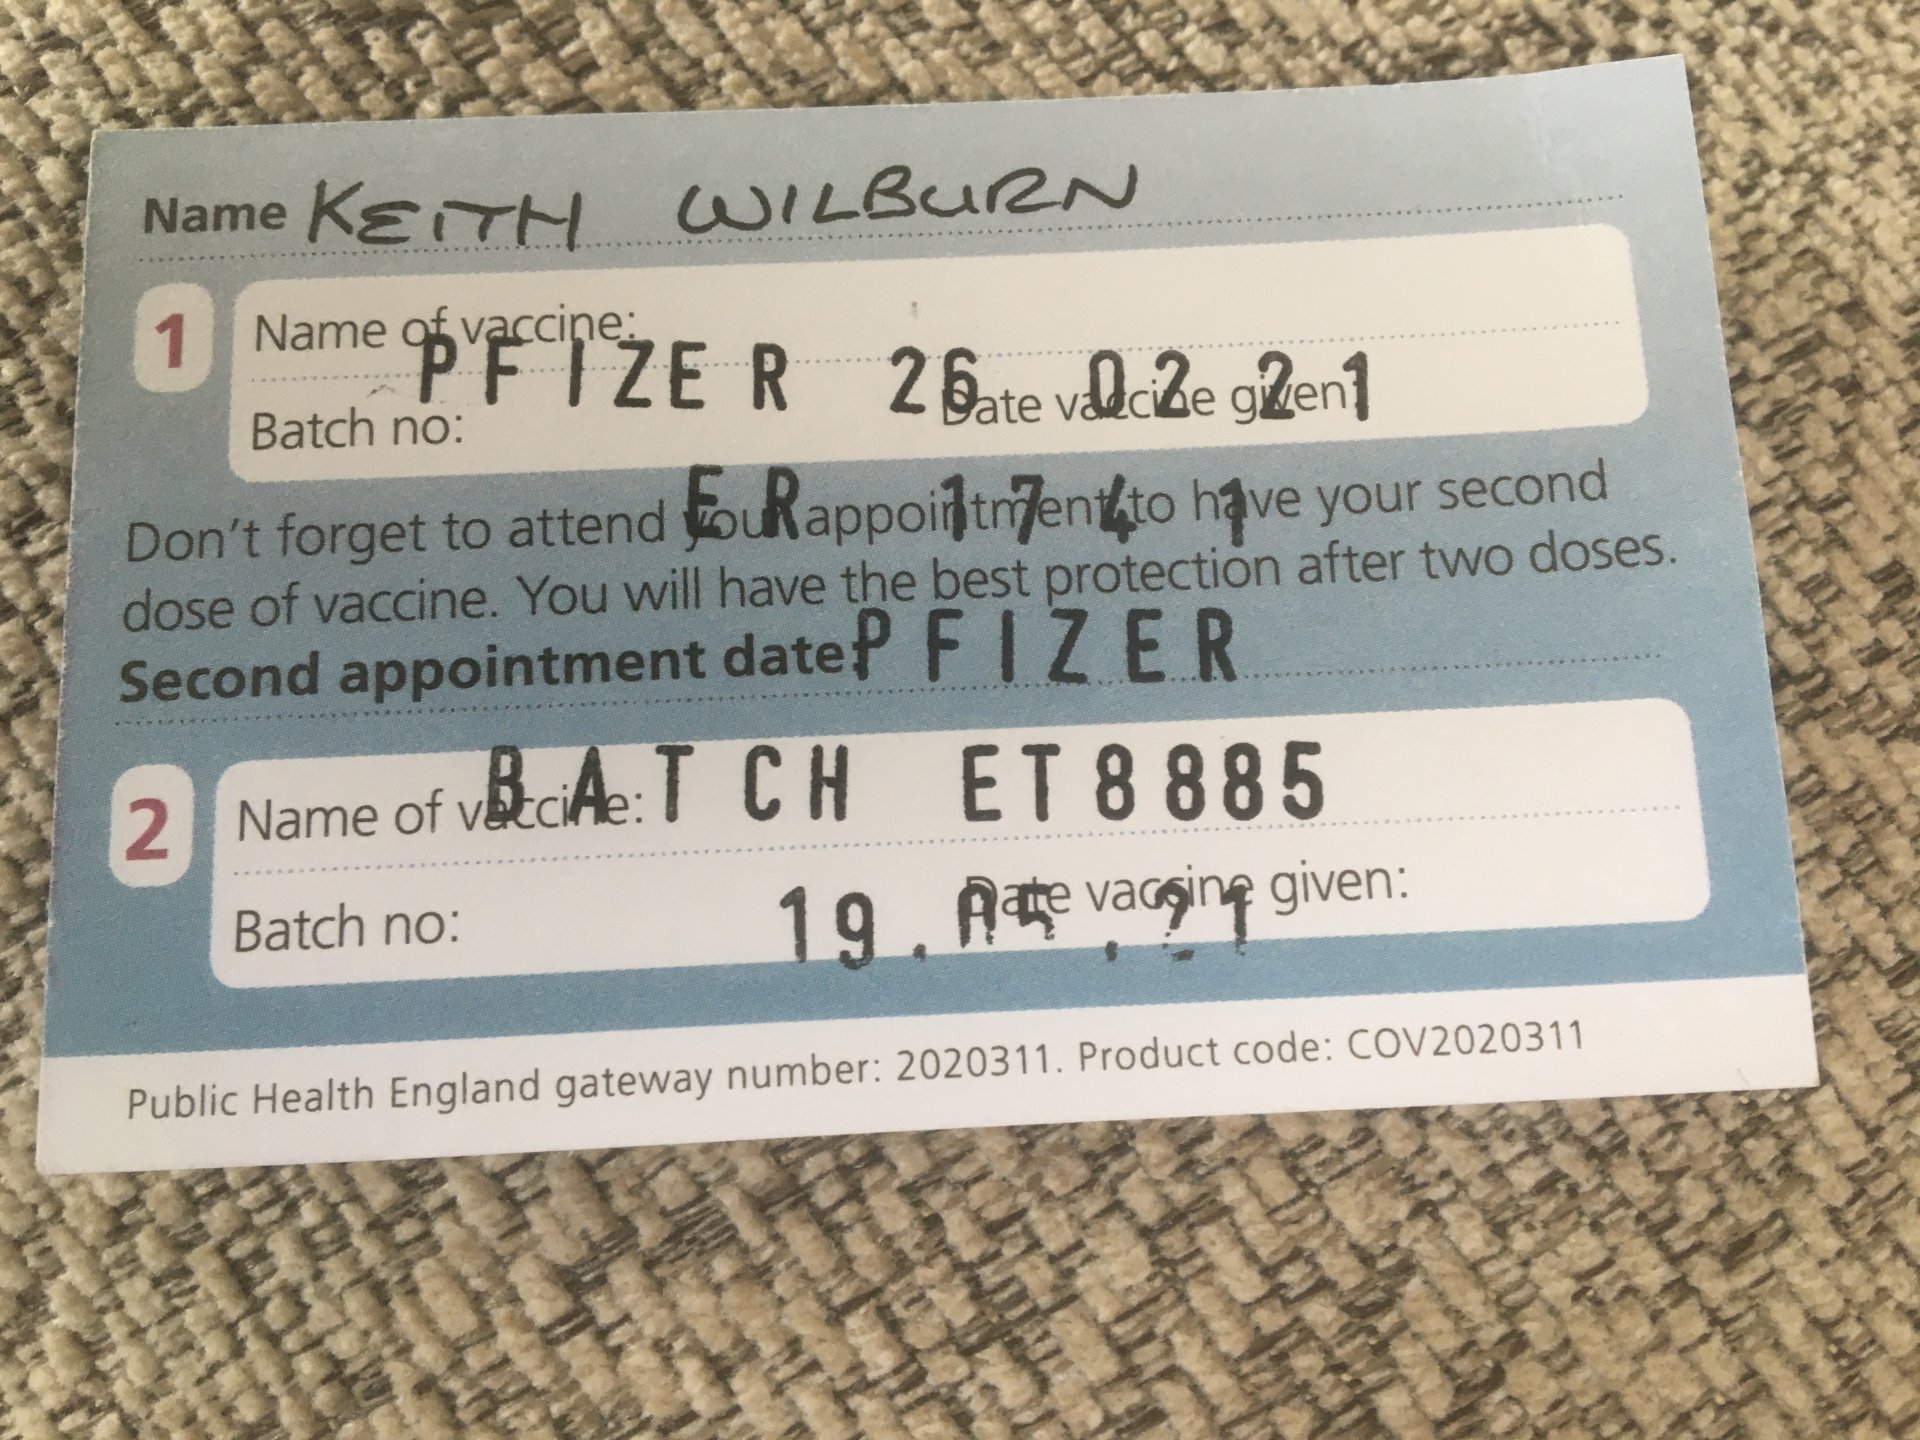 Name KEITH WILBURN
1
Name of vaccine:
PFIZER 26 02 21
Batch no: Date vaccine given:
ER 1741
Don't forget to attend your appointment to have your second
dose of vaccine. You will have the best protection after two doses.
Second appointment date: PFIZER
BATCH ET8885
2
Name of vaccine:
Batch no: Date vaccine given:
19.05.21
Public Health England gateway number: 2020311. Product code: COV2020311